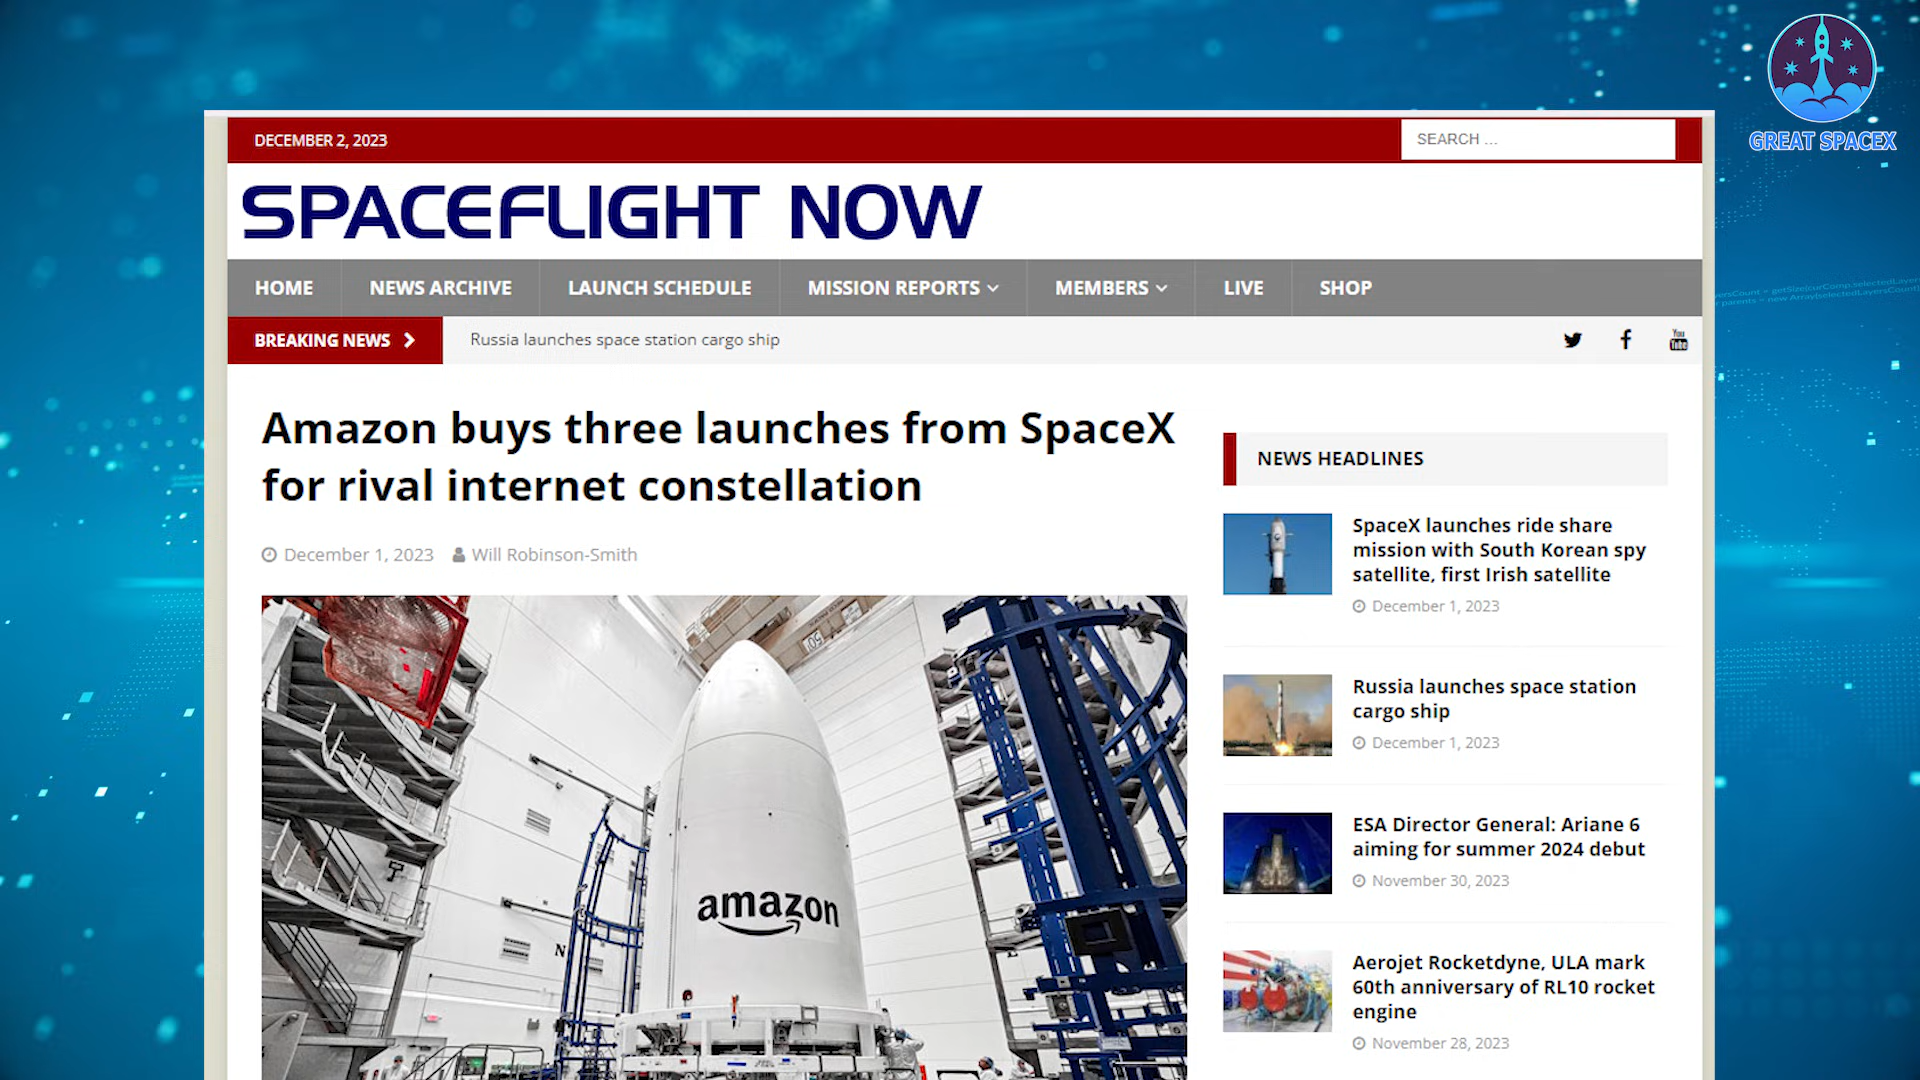 GREAT SPACEX
DECEMBER 2, 2023
SEARCH ...
SPACEFLIGHT NOW
HOME
NEWS ARCHIVE
LAUNCH SCHEDULE
MISSION REPORTS
MEMBERS
LIVE
SHOP
BREAKING NEWS
Russia launches space station cargo ship
You
Tube
Amazon buys three launches from SpaceX
for rival internet constellation
December 1, 2023
Will Robinson-Smith
amazon
NEWS HEADLINES
SpaceX launches ride share
mission with South Korean spy
satellite, first Irish satellite
December 1, 2023
Russia launches space station
cargo ship
December 1, 2023
ESA Director General: Ariane 6
aiming for summer 2024 debut
November 30, 2023
Aerojet Rocketdyne, ULA mark
60th anniversary of RL10 rocket
engine
November 28, 2023